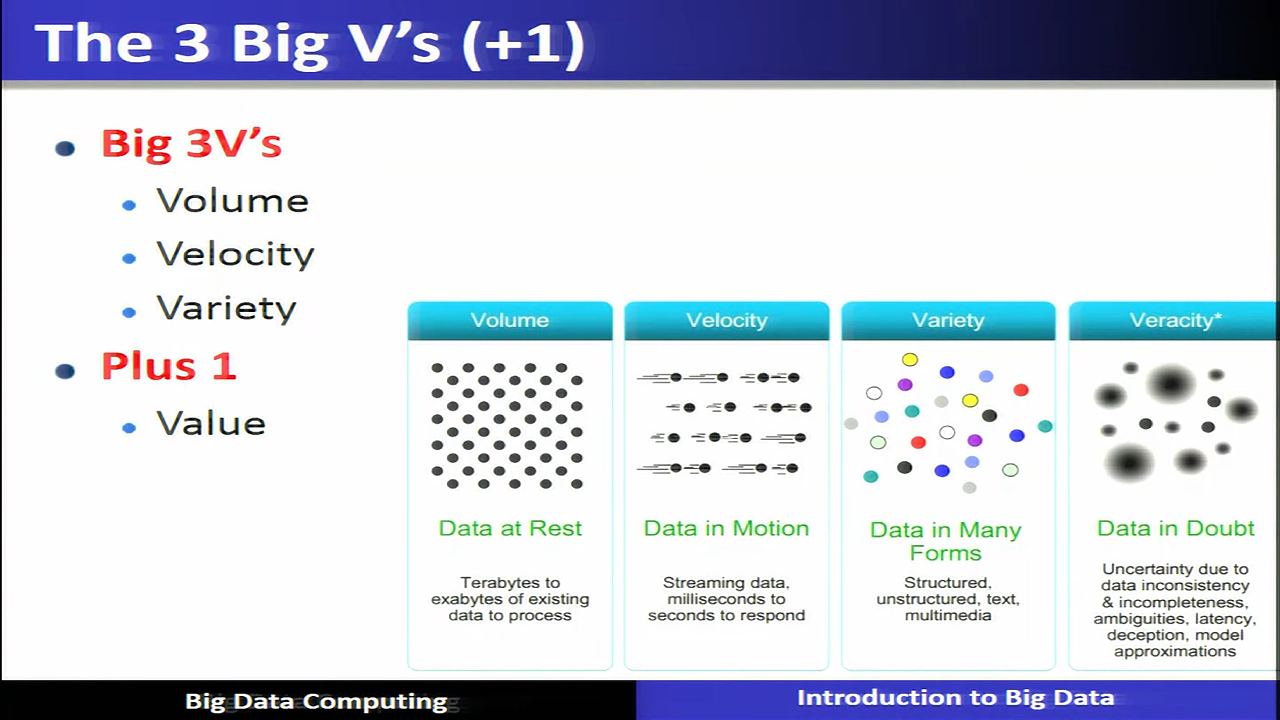 The 3 Big V's (+1)
Big 3V's
Volume
Velocity
Variety
Plus 1
Value
Volume
Data at Rest
Terabytes to
exabytes of existing
data to process
Velocity
Data in Motion
Streaming data,
milliseconds to
seconds to respond
Variety
Data in Many
Forms
Structured,
unstructured, text,
multimedia
Veracity*
Data in Doubt
Uncertainty due to
data inconsistency
& incompleteness,
ambiguities, latency,
deception, model
approximations
Big Data Computing
Introduction to Big Data